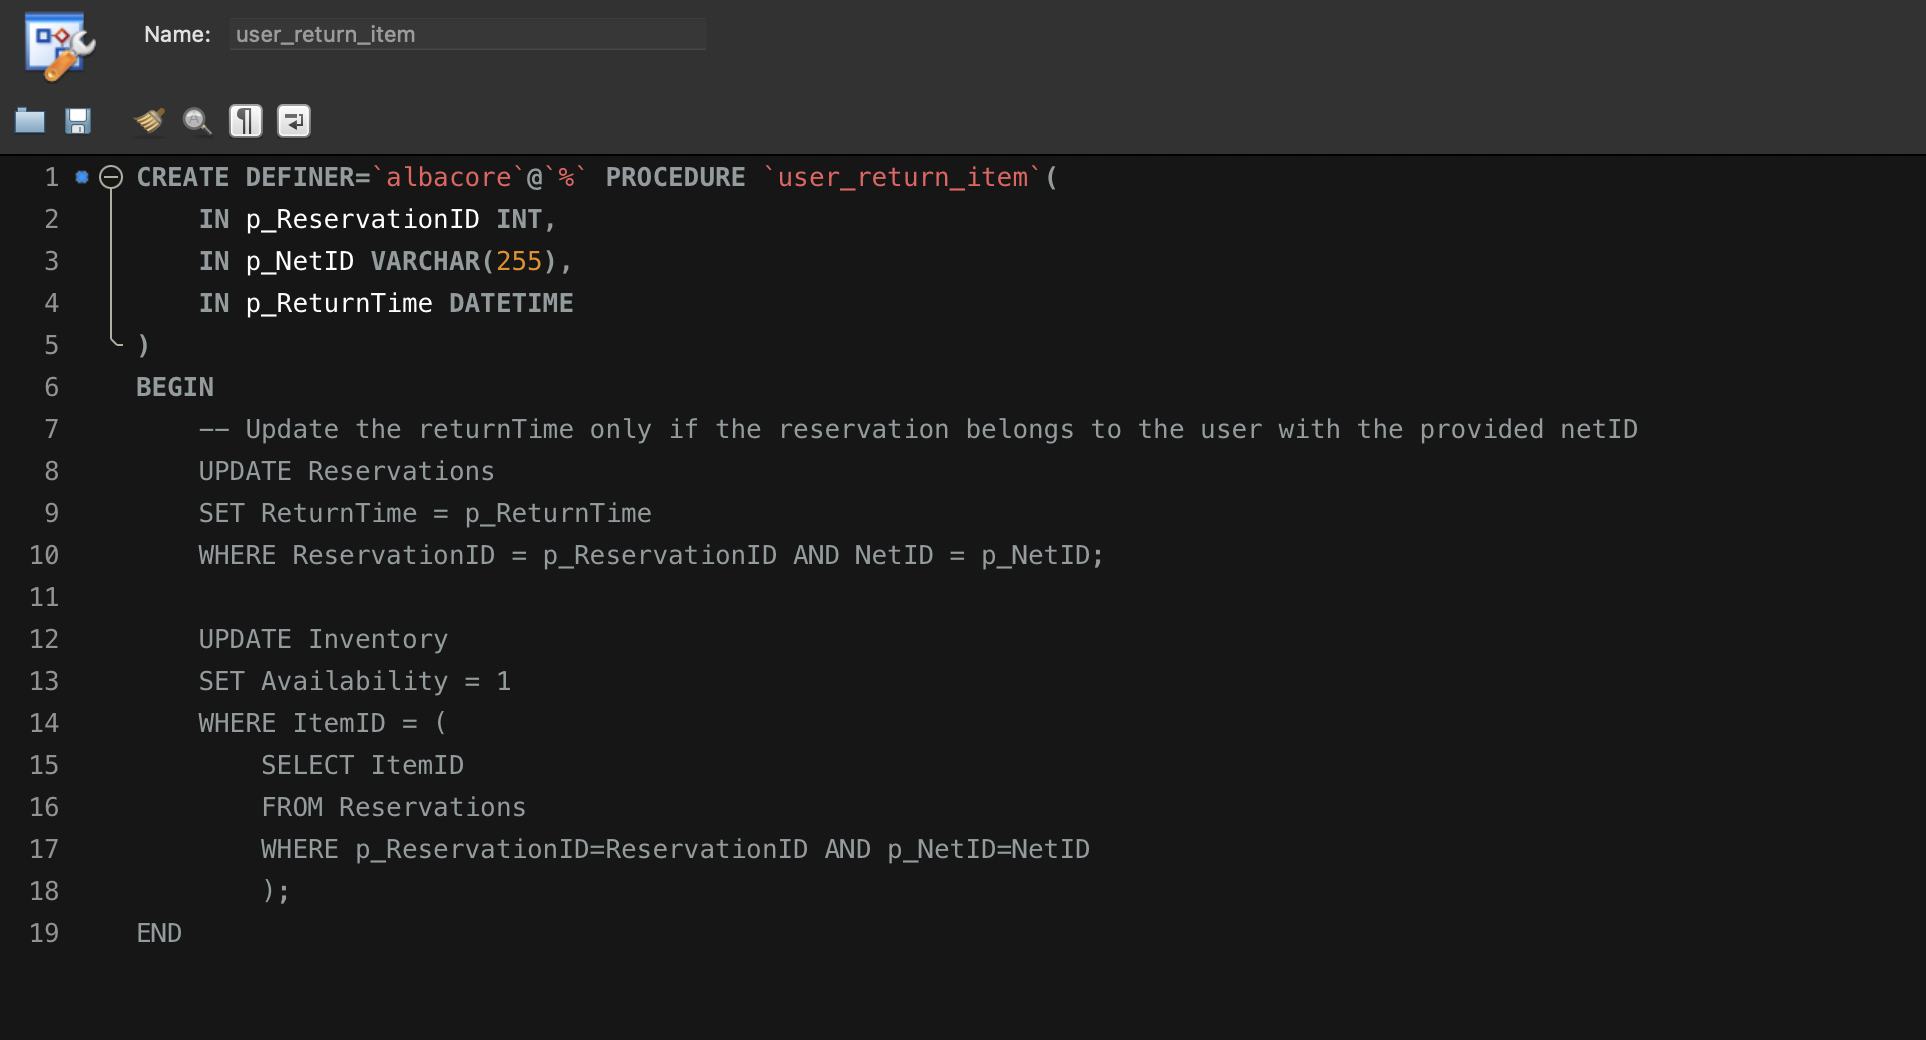 Name: user_return_item
1 CREATE DEFINER=`albacore`@`%` PROCEDURE `user_return_item`(
2     IN p_ReservationID INT,
3     IN p_NetID VARCHAR(255),
4     IN p_ReturnTime DATETIME
5 )
6 BEGIN
7     -- Update the returnTime only if the reservation belongs to the user with the provided netID
8     UPDATE Reservations
9     SET ReturnTime = p_ReturnTime
10     WHERE ReservationID = p_ReservationID AND NetID = p_NetID;
11
12     UPDATE Inventory
13     SET Availability = 1
14     WHERE ItemID = (
15         SELECT ItemID
16         FROM Reservations
17         WHERE p_ReservationID=ReservationID AND p_NetID=NetID
18         );
19 END